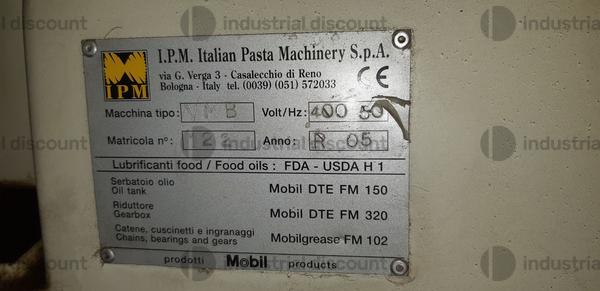 industrial discount
I.P.M. Italian Pasta Machinery S.p.A.
via G. Verga 3 - Casalecchio di Reno
Bologna - Italy tel. (0039) (051) 572033
CE
IPM
Macchina tipo: VMB Volt/Hz: 400 50
Matricola n°: 122 Anno: R 05
Lubrificanti food / Food oils : FDA - USDA H 1
Serbatoio olio
Oil tank
Mobil DTE FM 150
Riduttore
Gearbox
Mobil DTE FM 320
Catene, cuscinetti e ingranaggi
Chains, bearings and gears
Mobilgrease FM 102
prodotti Mobil products